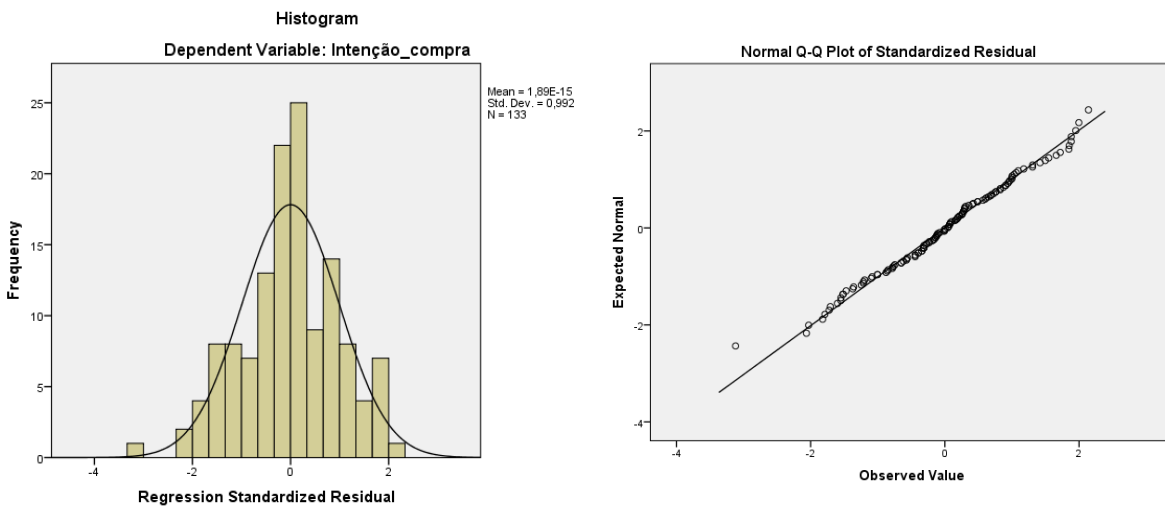 Histogram
Dependent Variable: Intenção_compra
Mean = 1,89E-15
Std. Dev. = 0,992
N = 133
25
20
15
10
5
0
Frequency
-4
-2
0
2
Regression Standardized Residual
Normal Q-Q Plot of Standardized Residual
2
0
-2
-4
Expected Normal
-4
-2
0
2
Observed Value